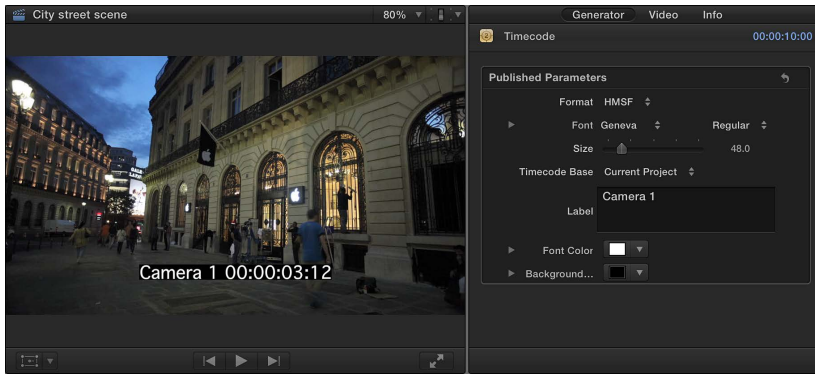 City street scene
80%
GALE
LAFA
Camera 1 00:00:03:12
Generator Video Info
Timecode 00:00:10:00
Published Parameters
Format HMSF
Font Geneva Regular
Size 48.0
Timecode Base Current Project
Label Camera 1
Font Color
Background...